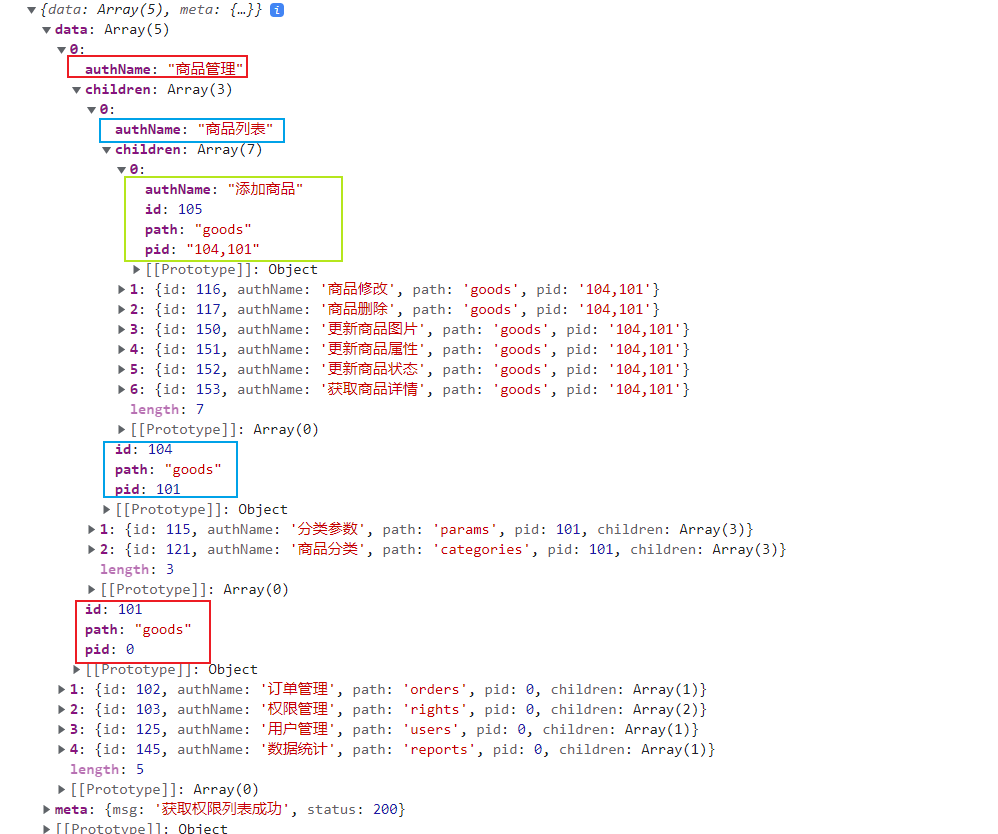 {data: Array(5), meta: {…}} i
data: Array(5)
0:
authName: "商品管理"
children: Array(3)
0:
authName: "商品列表"
children: Array(7)
0:
authName: "添加商品"
id: 105
path: "goods"
pid: "104,101"
[[Prototype]]: Object
1: {id: 116, authName: '商品修改', path: 'goods', pid: '104,101'}
2: {id: 117, authName: '商品删除', path: 'goods', pid: '104,101'}
3: {id: 150, authName: '更新商品图片', path: 'goods', pid: '104,101'}
4: {id: 151, authName: '更新商品属性', path: 'goods', pid: '104,101'}
5: {id: 152, authName: '更新商品状态', path: 'goods', pid: '104,101'}
6: {id: 153, authName: '获取商品详情', path: 'goods', pid: '104,101'}
length: 7
[[Prototype]]: Array(0)
id: 104
path: "goods"
pid: 101
[[Prototype]]: Object
1: {id: 115, authName: '分类参数', path: 'params', pid: 101, children: Array(3)}
2: {id: 121, authName: '商品分类', path: 'categories', pid: 101, children: Array(3)}
length: 3
[[Prototype]]: Array(0)
id: 101
path: "goods"
pid: 0
[[Prototype]]: Object
1: {id: 102, authName: '订单管理', path: 'orders', pid: 0, children: Array(1)}
2: {id: 103, authName: '权限管理', path: 'rights', pid: 0, children: Array(2)}
3: {id: 125, authName: '用户管理', path: 'users', pid: 0, children: Array(1)}
4: {id: 145, authName: '数据统计', path: 'reports', pid: 0, children: Array(1)}
length: 5
[[Prototype]]: Array(0)
meta: {msg: '获取权限列表成功', status: 200}
[[Prototype]]: Object